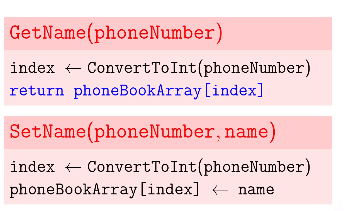 GetName(phoneNumber)
index ← ConvertToInt(phoneNumber)
return phoneBookArray[index]
SetName(phoneNumber, name)
index ← ConvertToInt(phoneNumber)
phoneBookArray[index] ← name